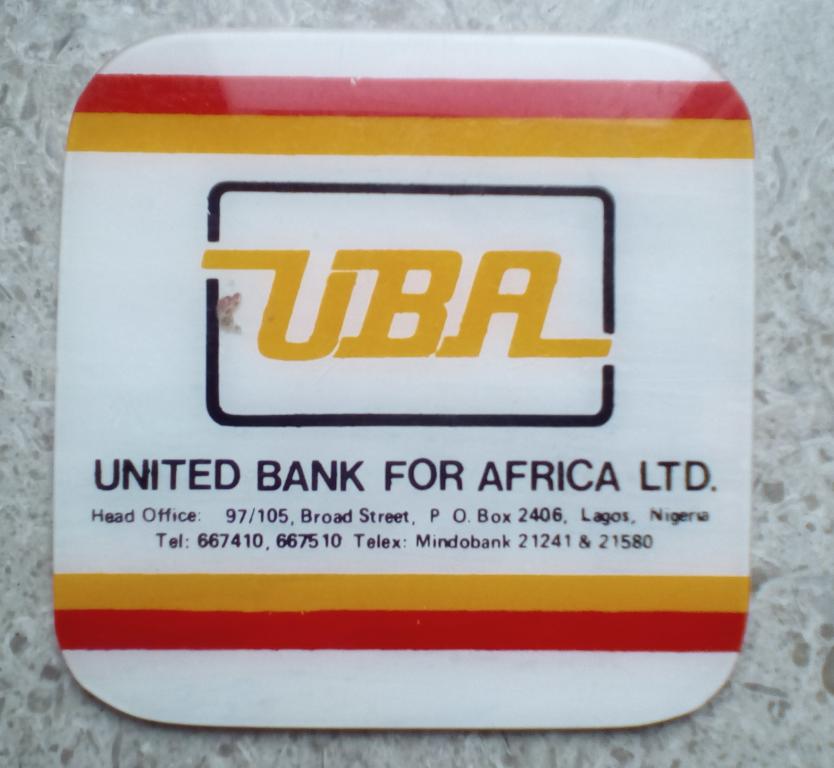 UBA
UNITED BANK FOR AFRICA LTD.
Head Office: 97/105, Broad Street, P O. Box 2406, Lagos, Nigeria
Tel: 667410, 667510 Telex: Mindobank 21241 & 21580